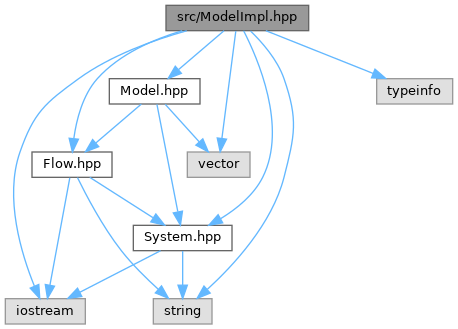 src/ModelImpl.hpp
Model.hpp
typeinfo
Flow.hpp
vector
System.hpp
iostream
string